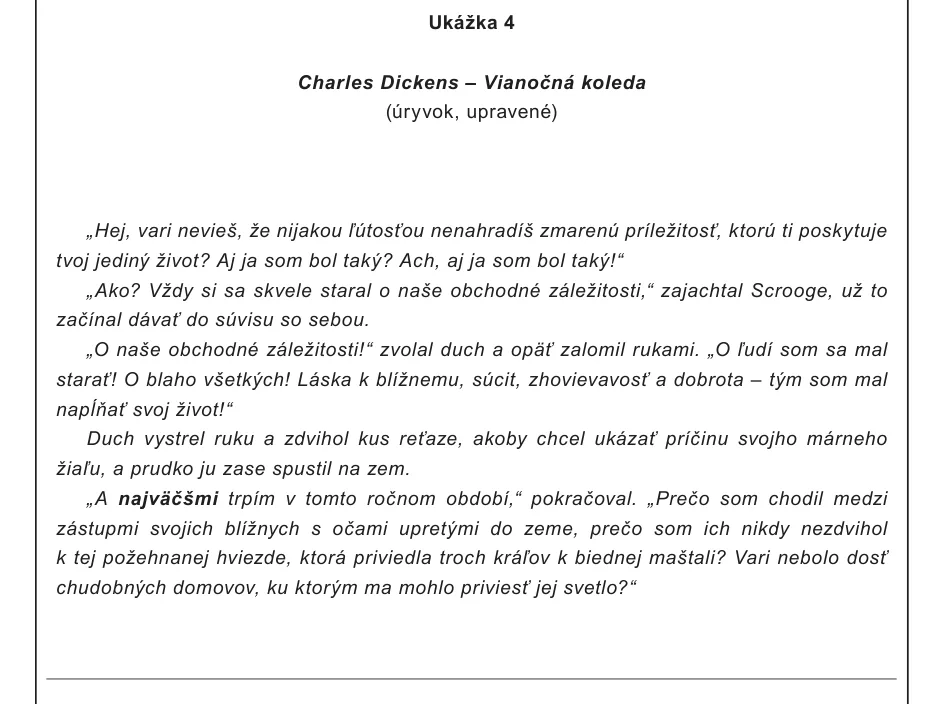 Ukážka 4
Charles Dickens – Vianočná koleda
(úryvok, upravené)
„Hej, vari nevieš, že nijakou ľútosťou nenahradíš zmarenú príležitosť, ktorú ti poskytuje
tvoj jediný život? Aj ja som bol taký? Ach, aj ja som bol taký!“
„Ako? Vždy si sa skvele staral o naše obchodné záležitosti,“ zajachtal Scrooge, už to
začínal dávať do súvisu so sebou.
„O naše obchodné záležitosti!“ zvolal duch a opäť zalomil rukami. „O ľudí som sa mal
starať! O blaho všetkých! Láska k blížnemu, súcit, zhovievavosť a dobrota – tým som mal
napĺňať svoj život!“
Duch vystrel ruku a zdvihol kus reťaze, akoby chcel ukázať príčinu svojho márneho
žiaľu, a prudko ju zase spustil na zem.
„A najväčšmi trpím v tomto ročnom období,“ pokračoval. „Prečo som chodil medzi
zástupmi svojich blížnych s očami upretými do zeme, prečo som ich nikdy nezdvihol
k tej požehnanej hviezde, ktorá priviedla troch kráľov k biednej maštali? Vari nebolo dosť
chudobných domovov, ku ktorým ma mohlo priviesť jej svetlo?“